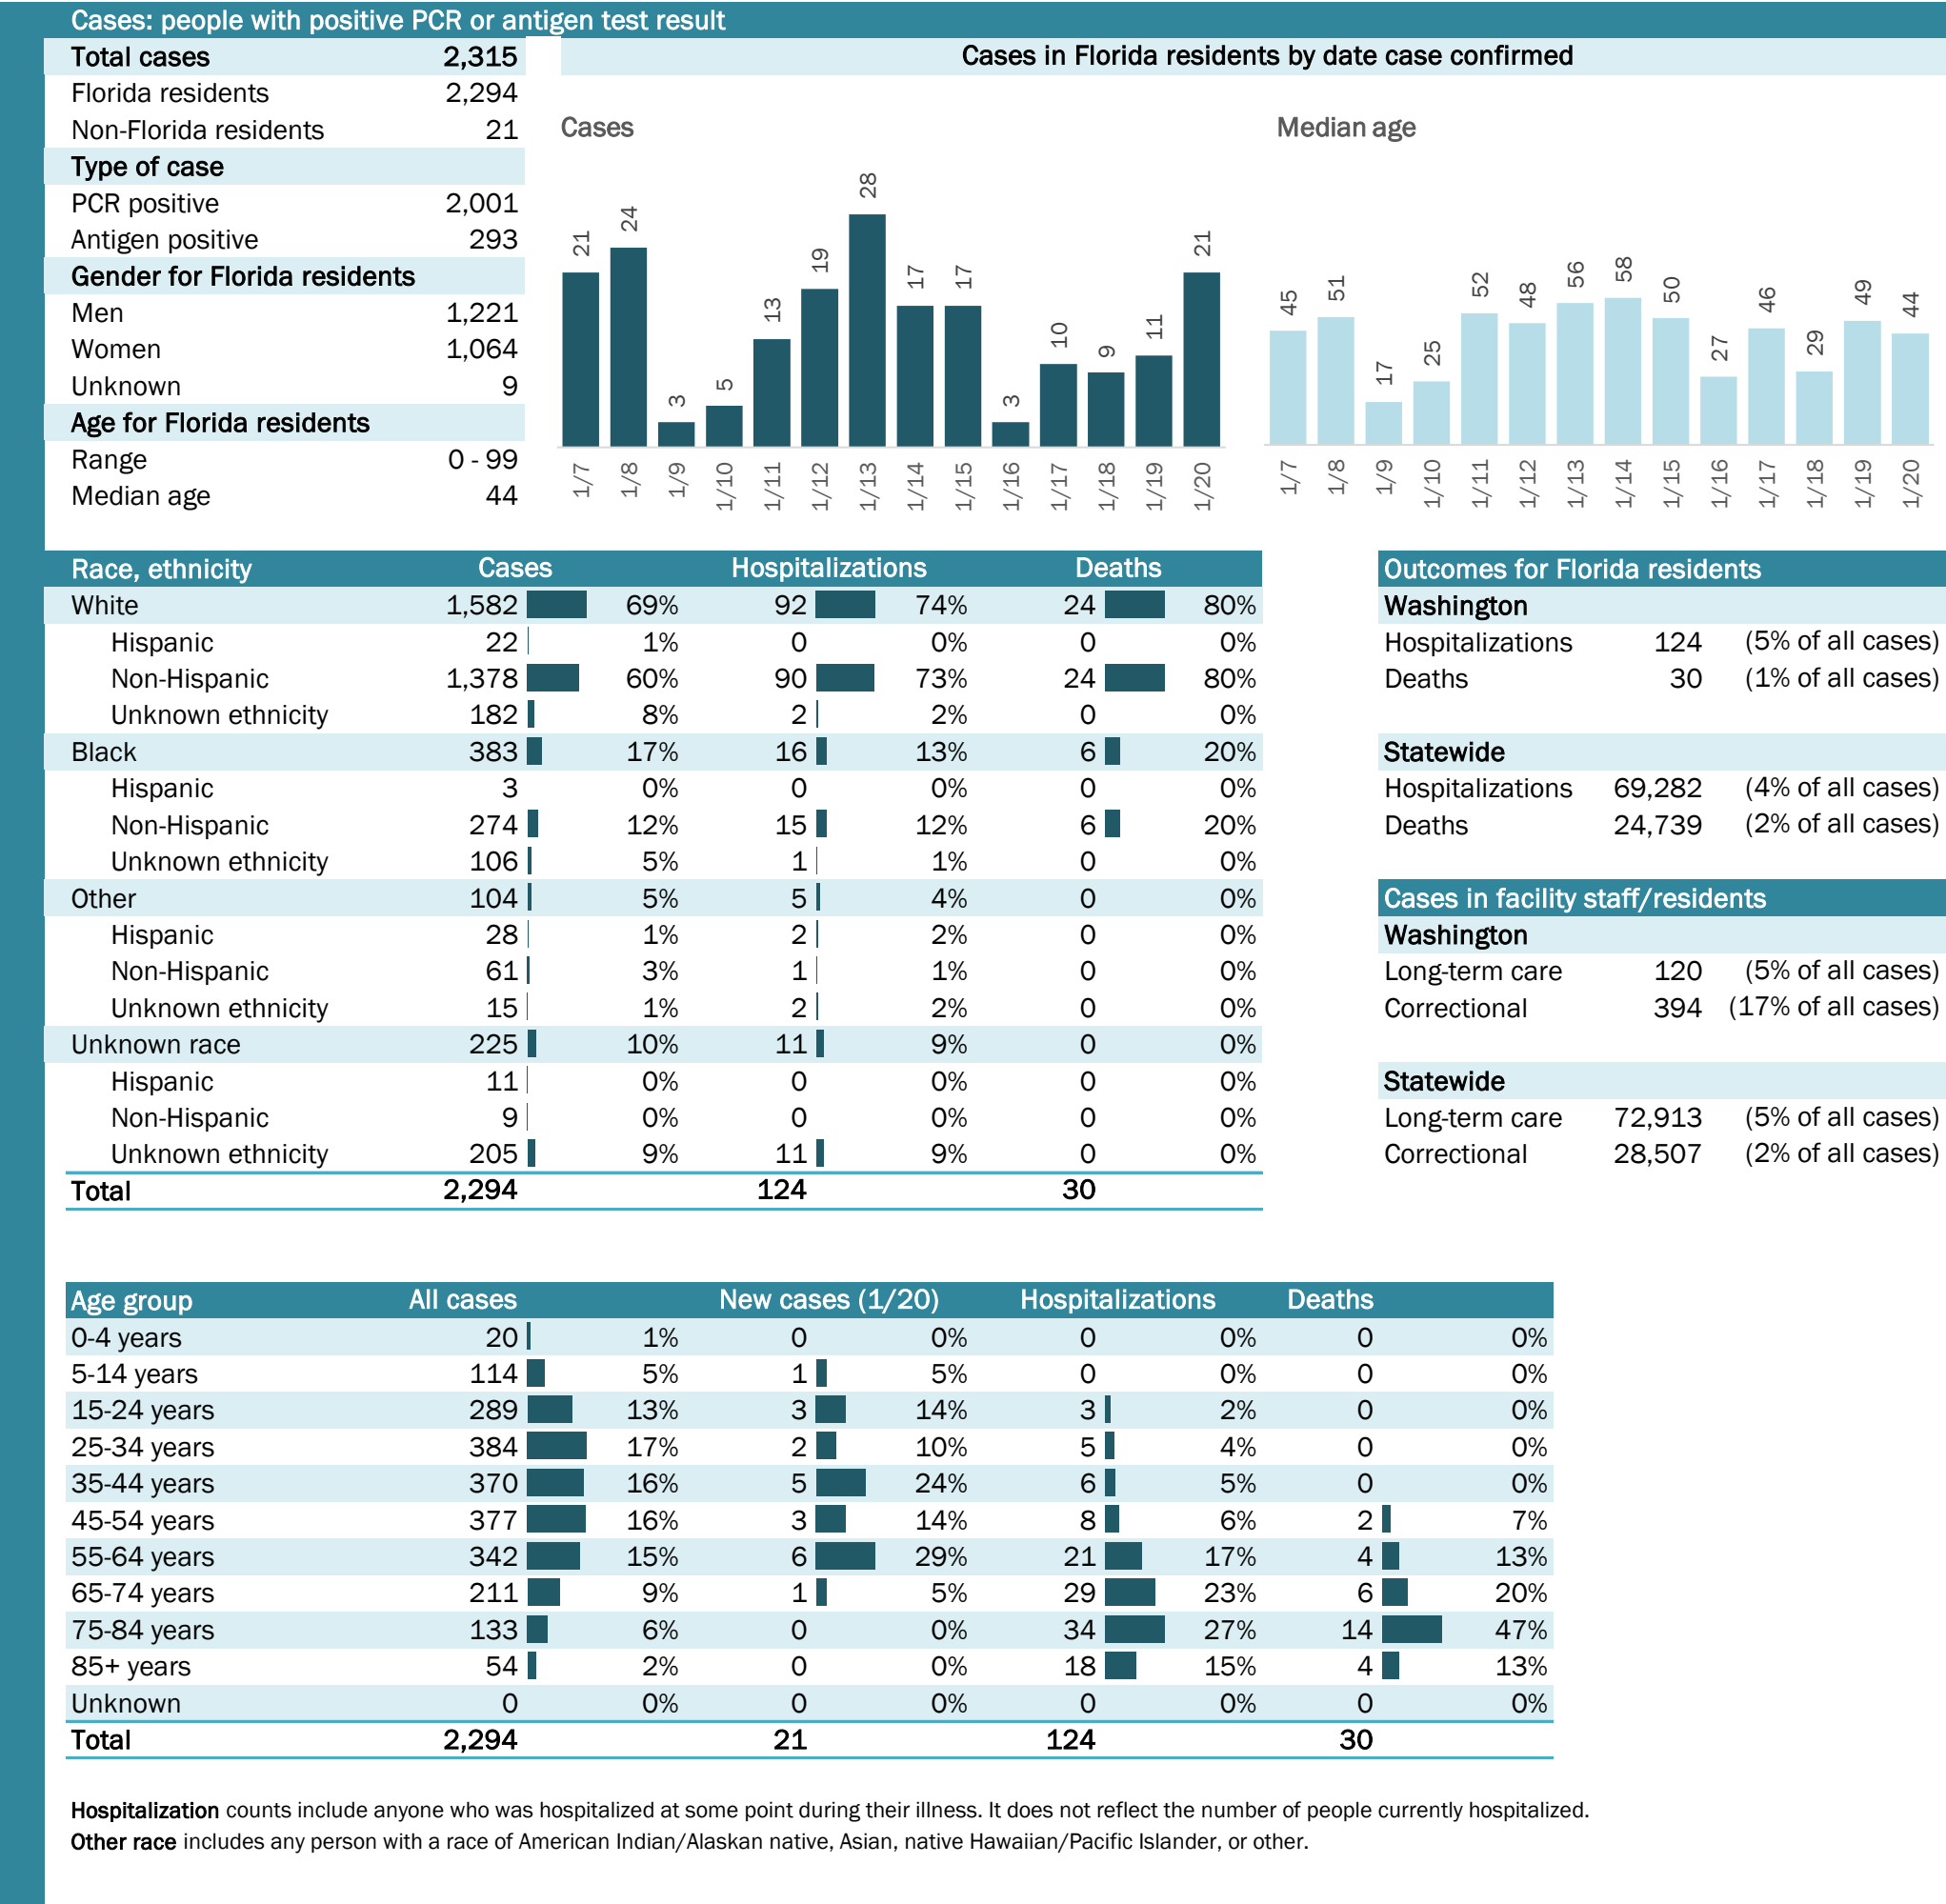 Cases: people with positive PCR or antigen test result
Total cases 2,315
Florida residents 2,294
Non-Florida residents 21
Type of case
PCR positive 2,001
Antigen positive 293
Gender for Florida residents
Men 1,221
Women 1,064
Unknown 9
Age for Florida residents
Range 0 - 99
Median age 44
Cases in Florida residents by date case confirmed
Cases
21 24 3 5 13 19 28 17 17 3 10 9 11 21
1/7 1/8 1/9 1/10 1/11 1/12 1/13 1/14 1/15 1/16 1/17 1/18 1/19 1/20
Median age
45 51 17 25 52 48 56 58 50 27 46 29 49 44
1/7 1/8 1/9 1/10 1/11 1/12 1/13 1/14 1/15 1/16 1/17 1/18 1/19 1/20
Race, ethnicity Cases Hospitalizations Deaths
White 1,582 69% 92 74% 24 80%
Hispanic 22 1% 0 0% 0 0%
Non-Hispanic 1,378 60% 90 73% 24 80%
Unknown ethnicity 182 8% 2 2% 0 0%
Black 383 17% 16 13% 6 20%
Hispanic 3 0% 0 0% 0 0%
Non-Hispanic 274 12% 15 12% 6 20%
Unknown ethnicity 106 5% 1 1% 0 0%
Other 104 5% 5 4% 0 0%
Hispanic 28 1% 2 2% 0 0%
Non-Hispanic 61 3% 1 1% 0 0%
Unknown ethnicity 15 1% 2 2% 0 0%
Unknown race 225 10% 11 9% 0 0%
Hispanic 11 0% 0 0% 0 0%
Non-Hispanic 9 0% 0 0% 0 0%
Unknown ethnicity 205 9% 11 9% 0 0%
Total 2,294 124 30
Outcomes for Florida residents
Washington
Hospitalizations 124 (5% of all cases)
Deaths 30 (1% of all cases)
Statewide
Hospitalizations 69,282 (4% of all cases)
Deaths 24,739 (2% of all cases)
Cases in facility staff/residents
Washington
Long-term care 120 (5% of all cases)
Correctional 394 (17% of all cases)
Statewide
Long-term care 72,913 (5% of all cases)
Correctional 28,507 (2% of all cases)
Age group All cases New cases (1/20) Hospitalizations Deaths
0-4 years 20 1% 0 0% 0 0% 0 0%
5-14 years 114 5% 1 5% 0 0% 0 0%
15-24 years 289 13% 3 14% 3 2% 0 0%
25-34 years 384 17% 2 10% 5 4% 0 0%
35-44 years 370 16% 5 24% 6 5% 0 0%
45-54 years 377 16% 3 14% 8 6% 2 7%
55-64 years 342 15% 6 29% 21 17% 4 13%
65-74 years 211 9% 1 5% 29 23% 6 20%
75-84 years 133 6% 0 0% 34 27% 14 47%
85+ years 54 2% 0 0% 18 15% 4 13%
Unknown 0 0% 0 0% 0 0% 0 0%
Total 2,294 21 124 30
Hospitalization counts include anyone who was hospitalized at some point during their illness. It does not reflect the number of people currently hospitalized.
Other race includes any person with a race of American Indian/Alaskan native, Asian, native Hawaiian/Pacific Islander, or other.